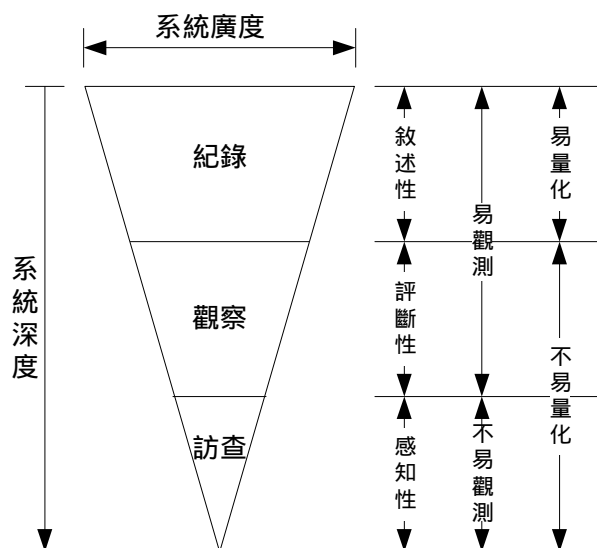 系統廣度
系統深度
紀錄
觀察
訪查
敘述性
評斷性
感知性
易觀測
不易觀測
易量化
不易量化